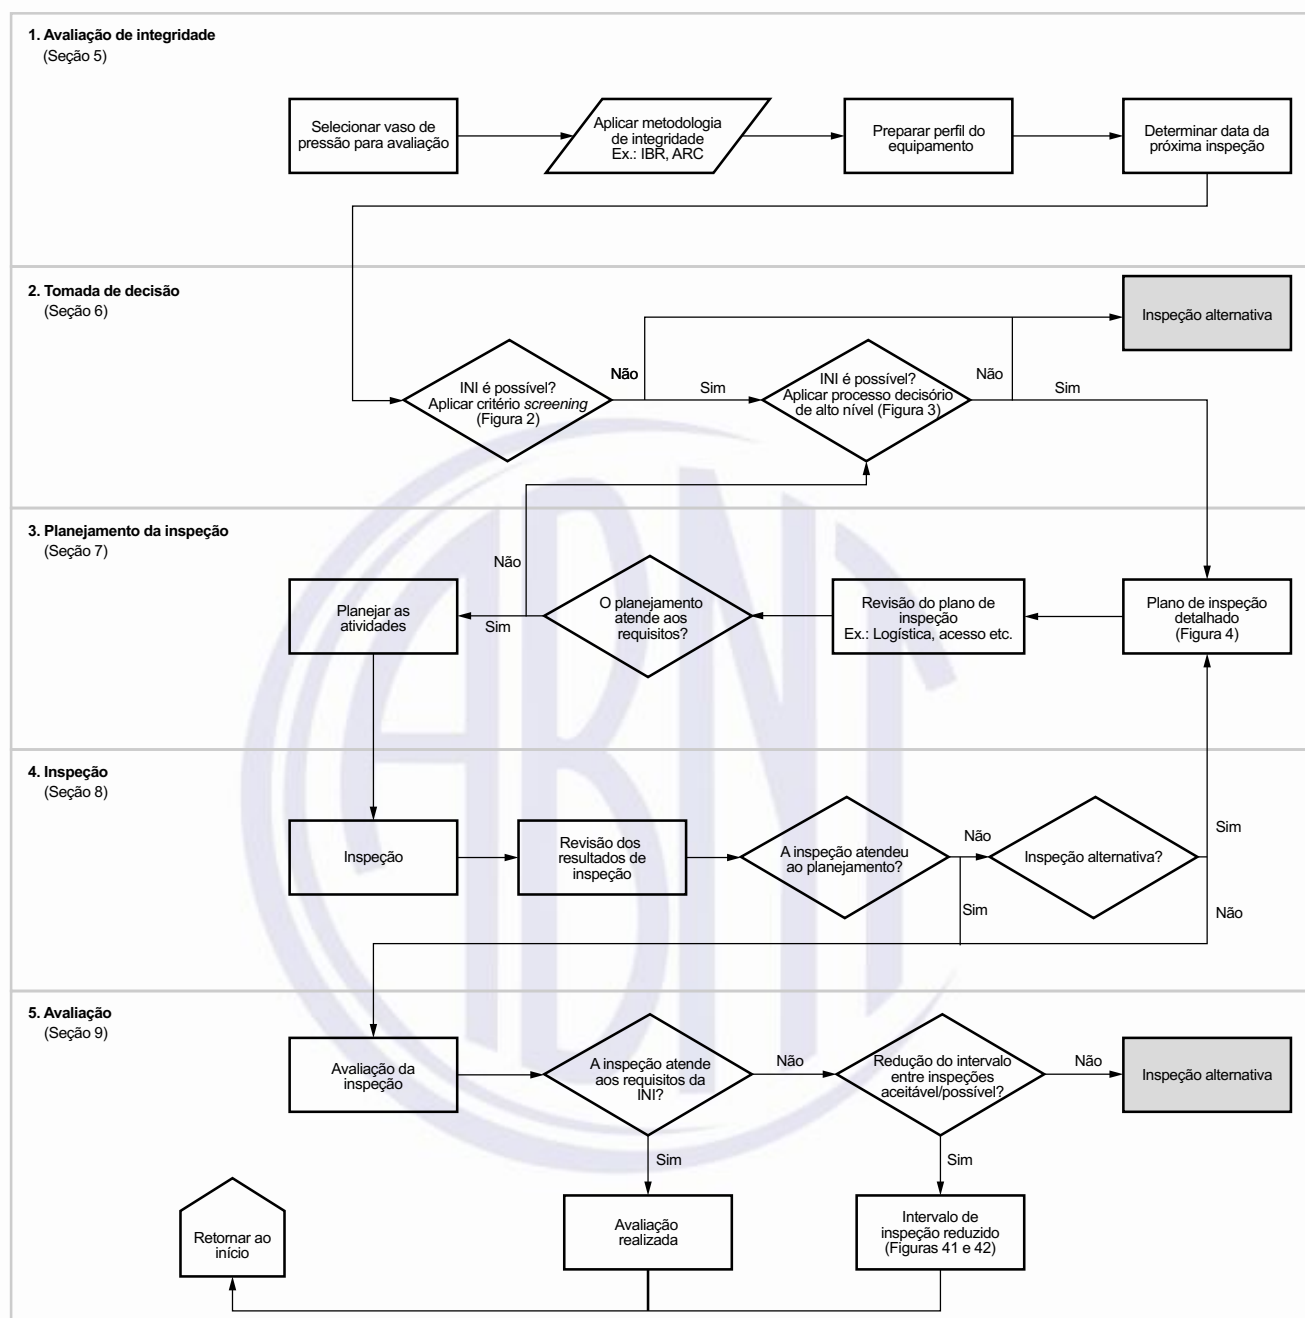 1. Avaliação de integridade
(Seção 5)
Selecionar vaso de
pressão para avaliação
Aplicar metodologia
de integridade
Ex.: IBR, ARC
Preparar perfil do
equipamento
Determinar data da
próxima inspeção
2. Tomada de decisão
(Seção 6)
Inspeção alternativa
INI é possível?
Aplicar critério screening
(Figura 2)
Não
Sim
INI é possível?
Aplicar processo decisório
de alto nível (Figura 3)
Não
Sim
3. Planejamento da inspeção
(Seção 7)
Não
Planejar as
atividades
Sim
O planejamento
atende aos
requisitos?
Revisão do plano de
inspeção
Ex.: Logística, acesso etc.
Plano de inspeção
detalhado
(Figura 4)
4. Inspeção
(Seção 8)
Inspeção
Revisão dos
resultados de
inspeção
A inspeção atendeu
ao planejamento?
Não
Sim
Inspeção alternativa?
Sim
Não
5. Avaliação
(Seção 9)
Avaliação da
inspeção
A inspeção atende
aos requisitos da
INI?
Não
Redução do intervalo
entre inspeções
aceitável/possível?
Não
Inspeção alternativa
Sim
Sim
Retornar ao
início
Avaliação
realizada
Intervalo de
inspeção reduzido
(Figuras 41 e 42)
ABNT